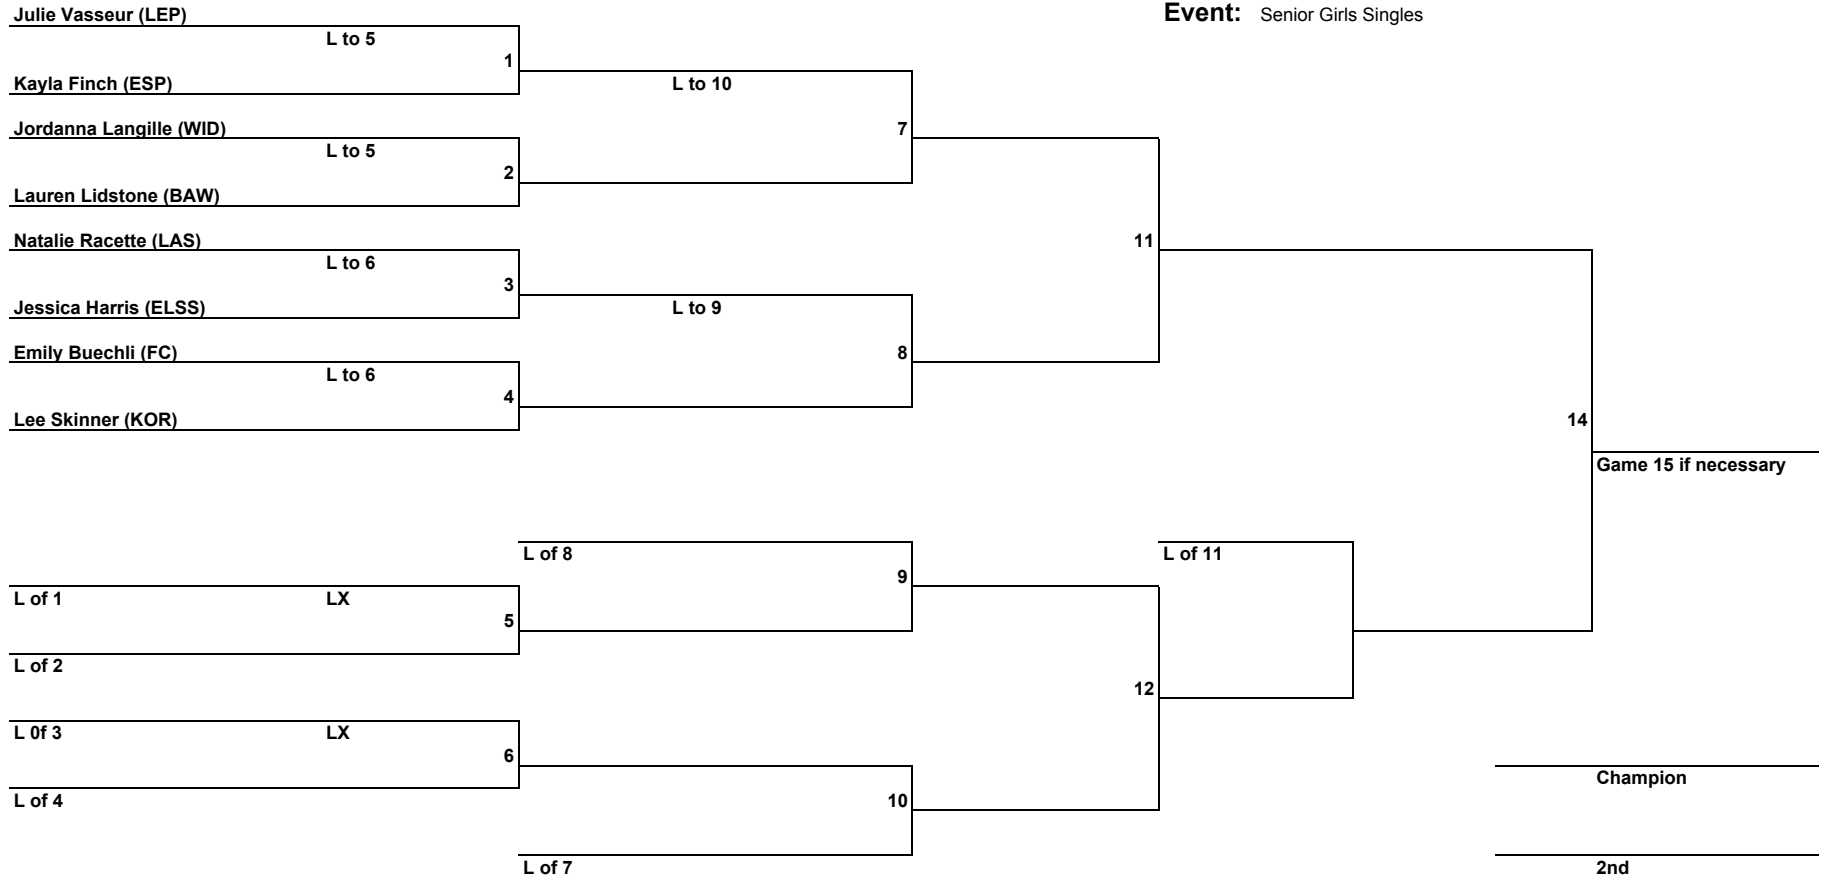 Julie Vasseur (LEP)
Event: Senior Girls Singles
L to 5
1
Kayla Finch (ESP)
L to 10
Jordanna Langille (WID)
7
L to 5
2
Lauren Lidstone (BAW)
Natalie Racette (LAS)
11
L to 6
3
Jessica Harris (ELSS)
L to 9
Emily Buechli (FC)
8
L to 6
4
Lee Skinner (KOR)
14
Game 15 if necessary
L of 8
L of 11
9
L of 1
LX
5
L of 2
12
L 0f 3
LX
6
Champion
L of 4
10
L of 7
2nd